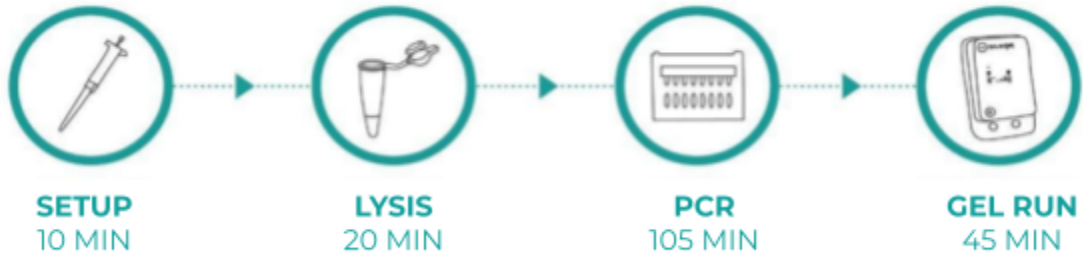 SETUP
10 MIN
LYSIS
20 MIN
PCR
105 MIN
GEL RUN
45 MIN